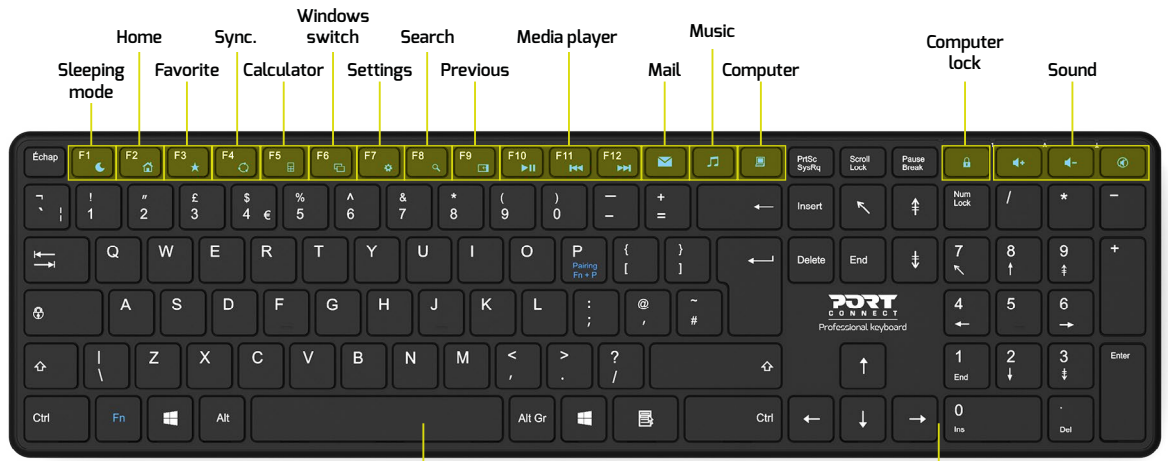 Windows
Home Sync. switch Search Media player Music
Computer
lock
Sleeping
mode
Favorite Calculator Settings Previous Mail Computer Sound
Échap F1 F2 F3 F4 F5 F6 F7 F8 F9 F10 F11 F12 PrtSc
SysRq Scroll
Lock Pause
Break
¬ ` ¦ ! 1 " 2 £ 3 $ 4 € % 5 ^ 6 & 7 * 8 ( 9 ) 0 — – + = Insert Num
Lock / * –
Q W E R T Y U I O P { [ } ] Delete End 7 8 9 +
Pairing
Fn + P
A S D F G H J K L : ; @ ' ~ # PORT 4 5 6
CONNECT
Professional keyboard
| \ Z X C V B N M < , > . ? / 1 2 3 Enter
End
Ctrl Fn Alt Alt Gr Ctrl 0 .
Ins Del